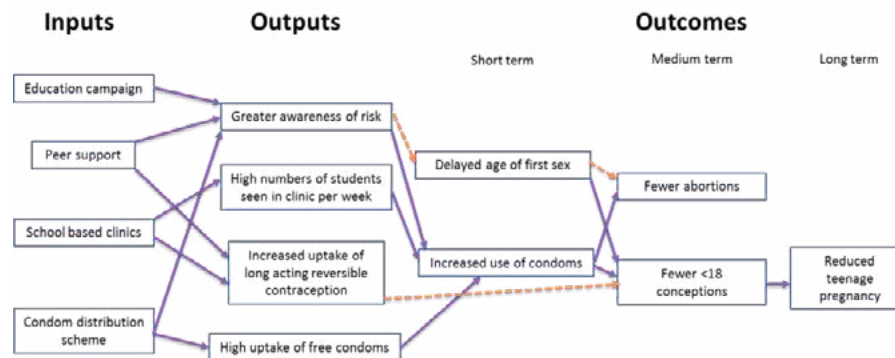 Inputs
Outputs
Outcomes
Short term
Medium term
Long term
Education campaign
Peer support
School based clinics
Condom distribution
scheme
Greater awareness of risk
High numbers of students
seen in clinic per week
Increased uptake of
long acting reversible
contraception
High uptake of free condoms
Delayed age of first sex
Increased use of condoms
Fewer abortions
Fewer <18
conceptions
Reduced
teenage
pregnancy